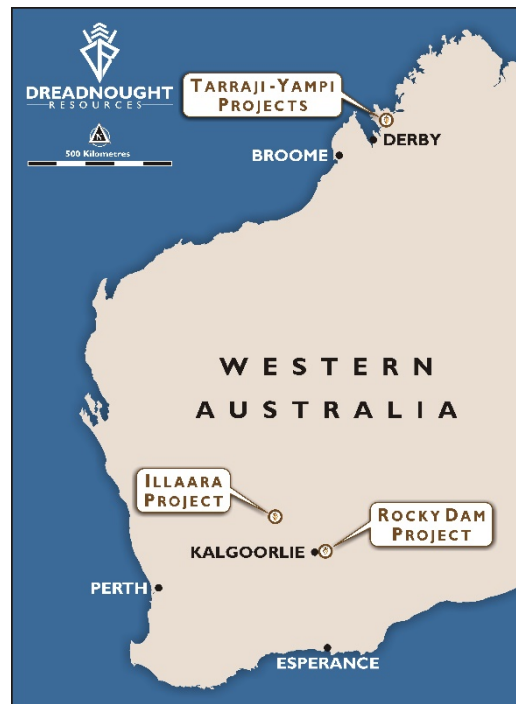 DREADNOUGHT
RESOURCES
500 Kilometres
TARRAJI-YAMPI
PROJECTS
DERBY
BROOME
WESTERN
AUSTRALIA
ILLAARA
PROJECT
ROCKY DAM
PROJECT
KALGOORLIE
PERTH
ESPERANCE